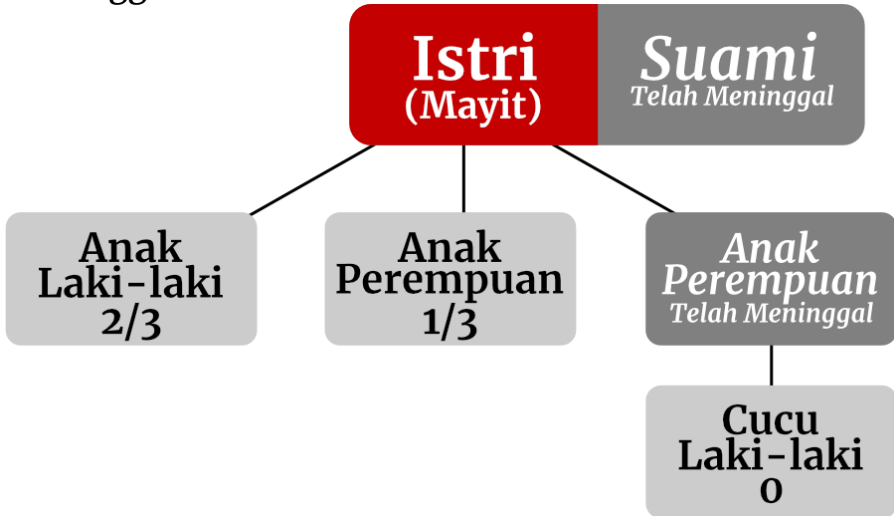 Istri
(Mayit)
Suami
Telah Meninggal
Anak
Laki-laki
2/3
Anak
Perempuan
1/3
Anak
Perempuan
Telah Meninggal
Cucu
Laki-laki
0